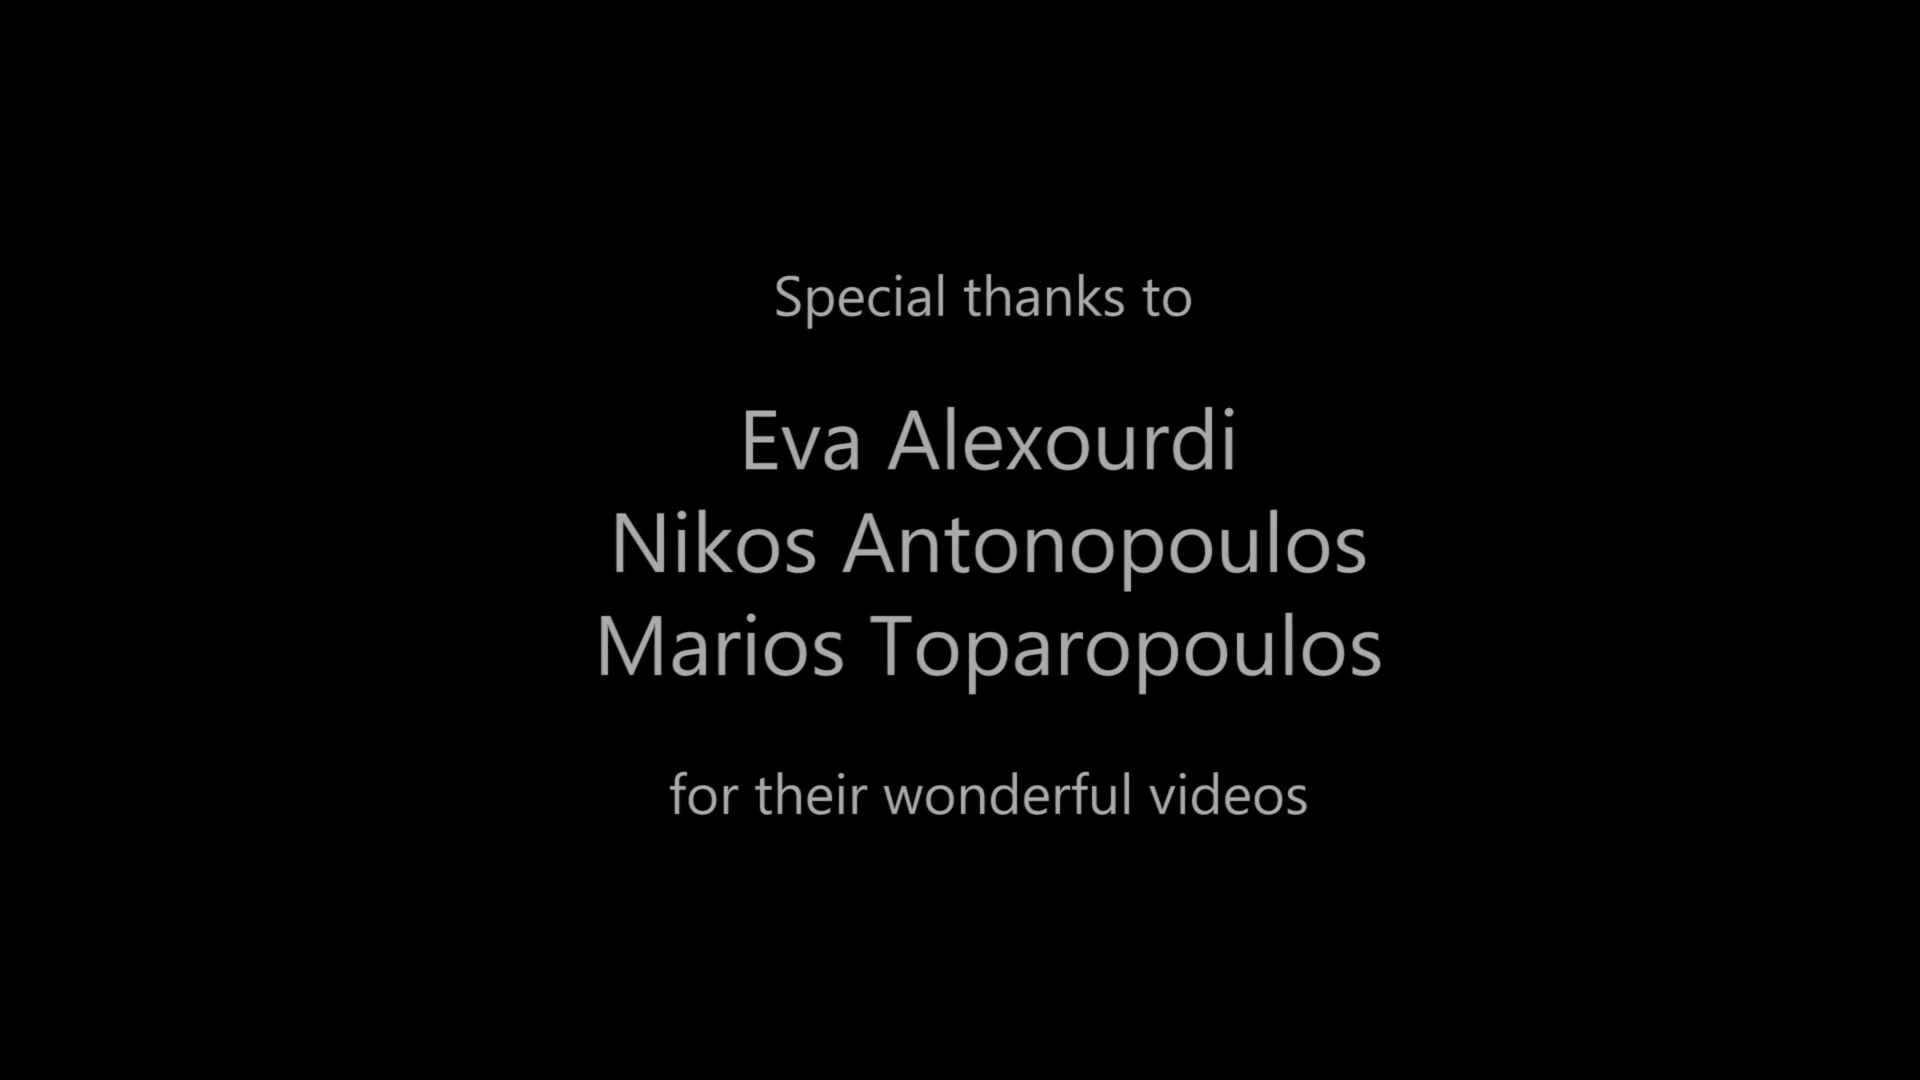 Special thanks to
Eva Alexourdi
Nikos Antonopoulos
Marios Toparopoulos
for their wonderful videos